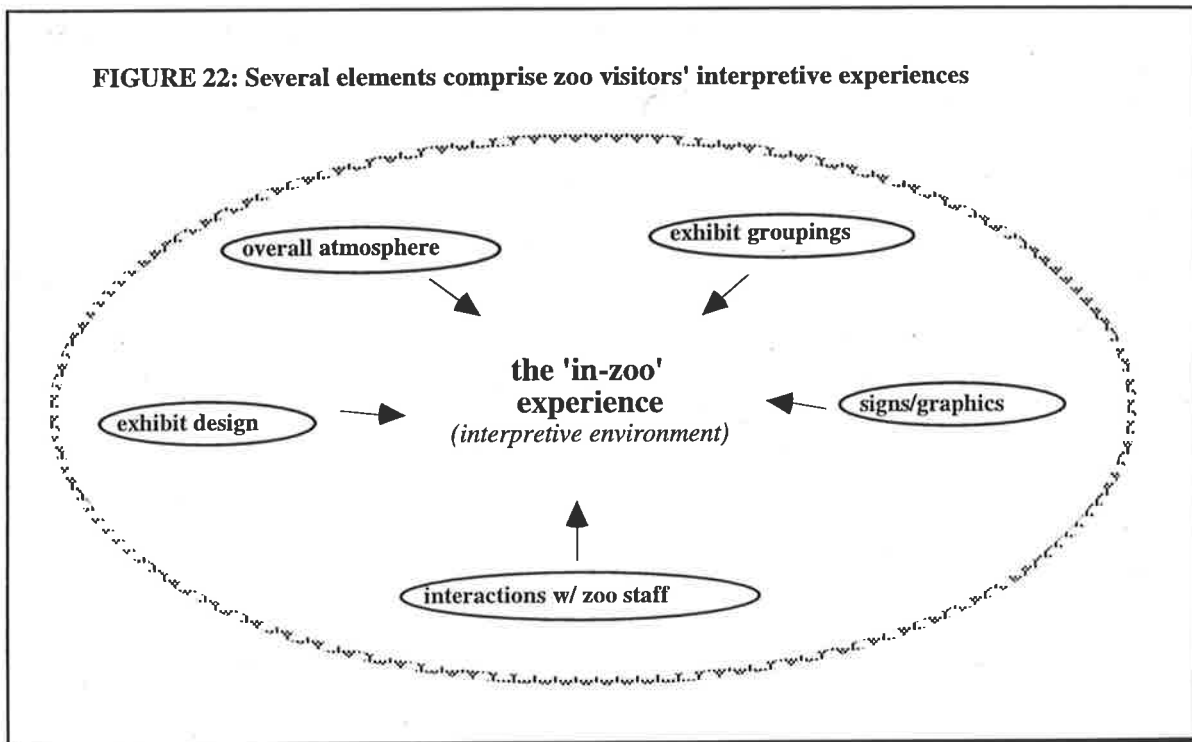 FIGURE 22: Several elements comprise zoo visitors' interpretive experiences
overall atmosphere
exhibit groupings
the 'in-zoo'
experience
(interpretive environment)
exhibit design
signs/graphics
interactions w/ zoo staff